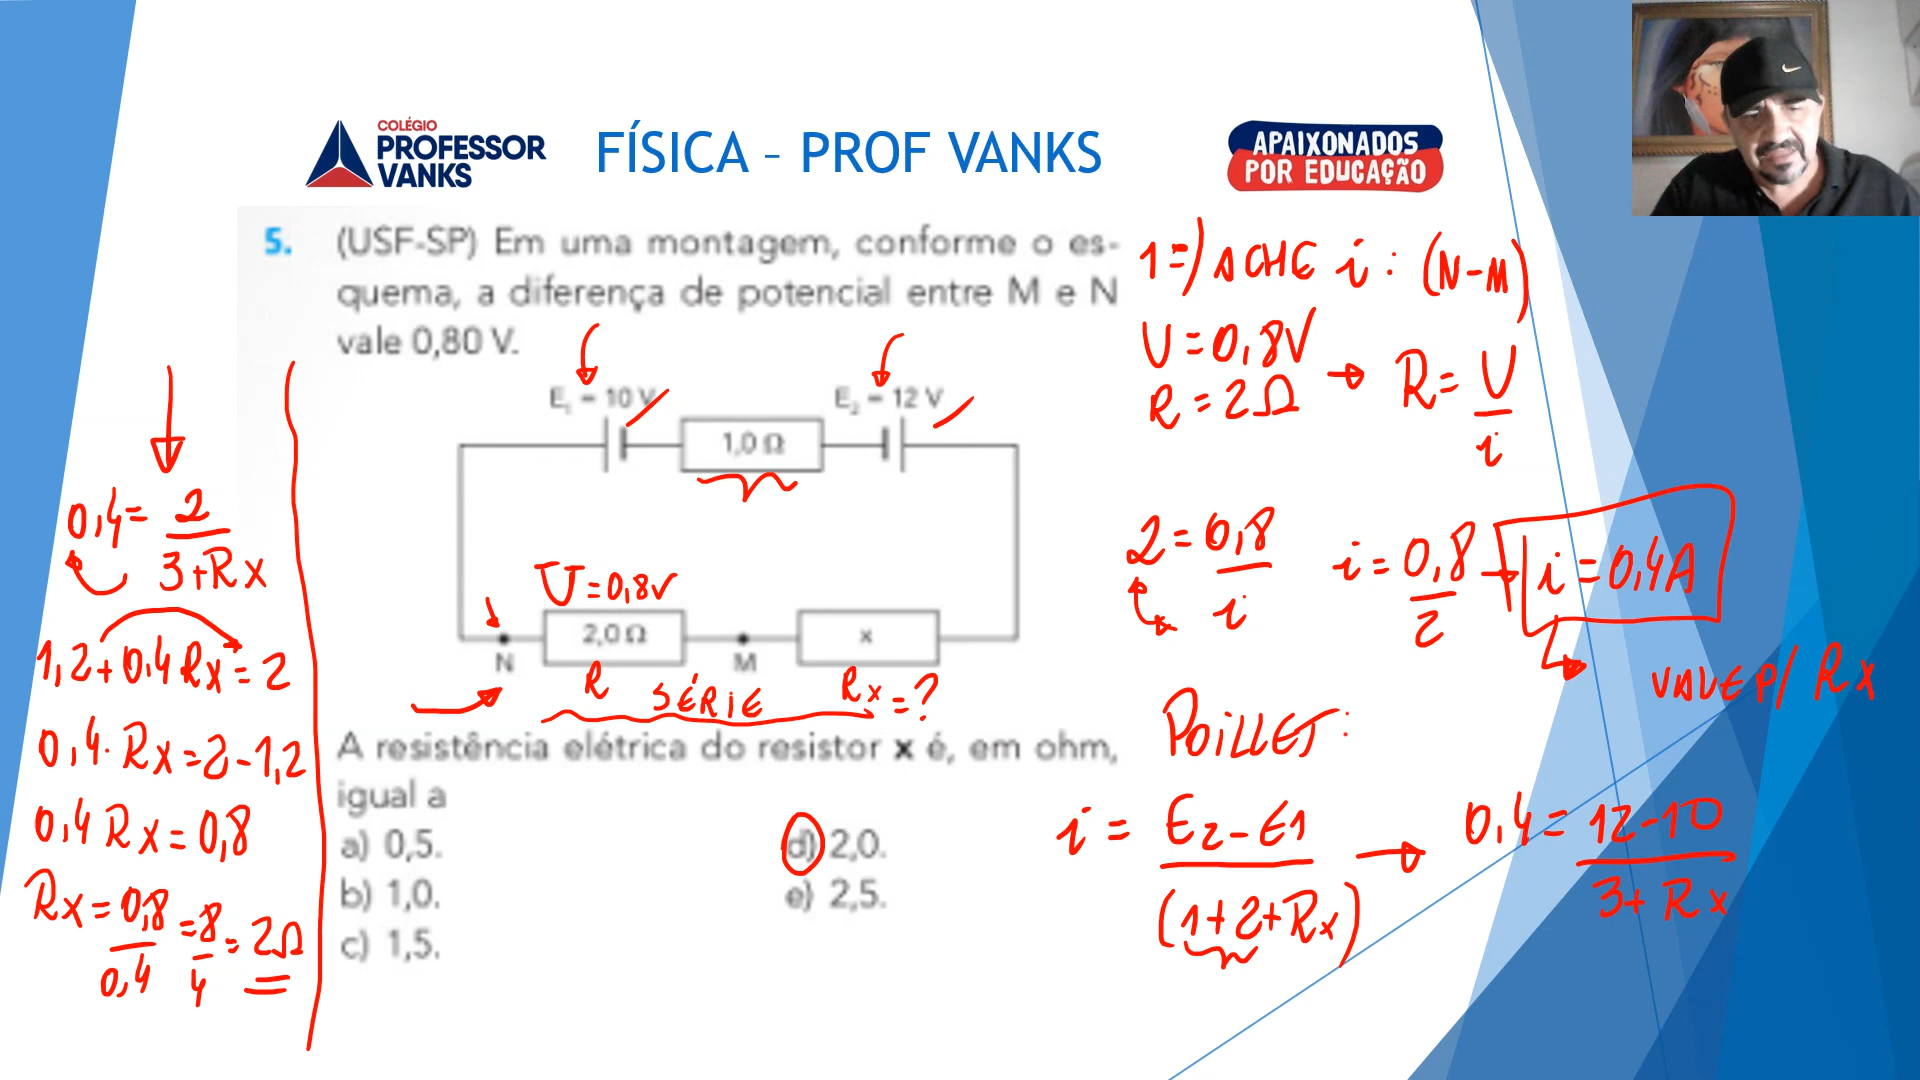 COLÉGIO
PROFESSOR
VANKS
FÍSICA – PROF VANKS
APAIXONADOS
POR EDUCAÇÃO
5. (USF-SP) Em uma montagem, conforme o es-
quema, a diferença de potencial entre M e N
vale 0,80 V.
E₁ = 10 V
E₂ = 12 V
1,0 Ω
U=0,8V
2,0 Ω
x
N
M
R
SÉRIE
Rx=?
A resistência elétrica do resistor x é, em ohm,
igual a
a) 0,5.
b) 1,0.
c) 1,5.
d) 2,0.
e) 2,5.
1=) ACHE i : (N-M)
U=0,8V
R=2Ω → R=U/i
2=0,8/i
i=0,8/2 → i=0,4A
VALE P/ Rx
POILLET:
i = E2-E1/(1+2+Rx) → 0,4=12-10/3+Rx
0,4=2/3+Rx
1,2+0,4Rx=2
0,4.Rx=2-1,2
0,4Rx=0,8
Rx=0,8/0,4=8/4=2Ω